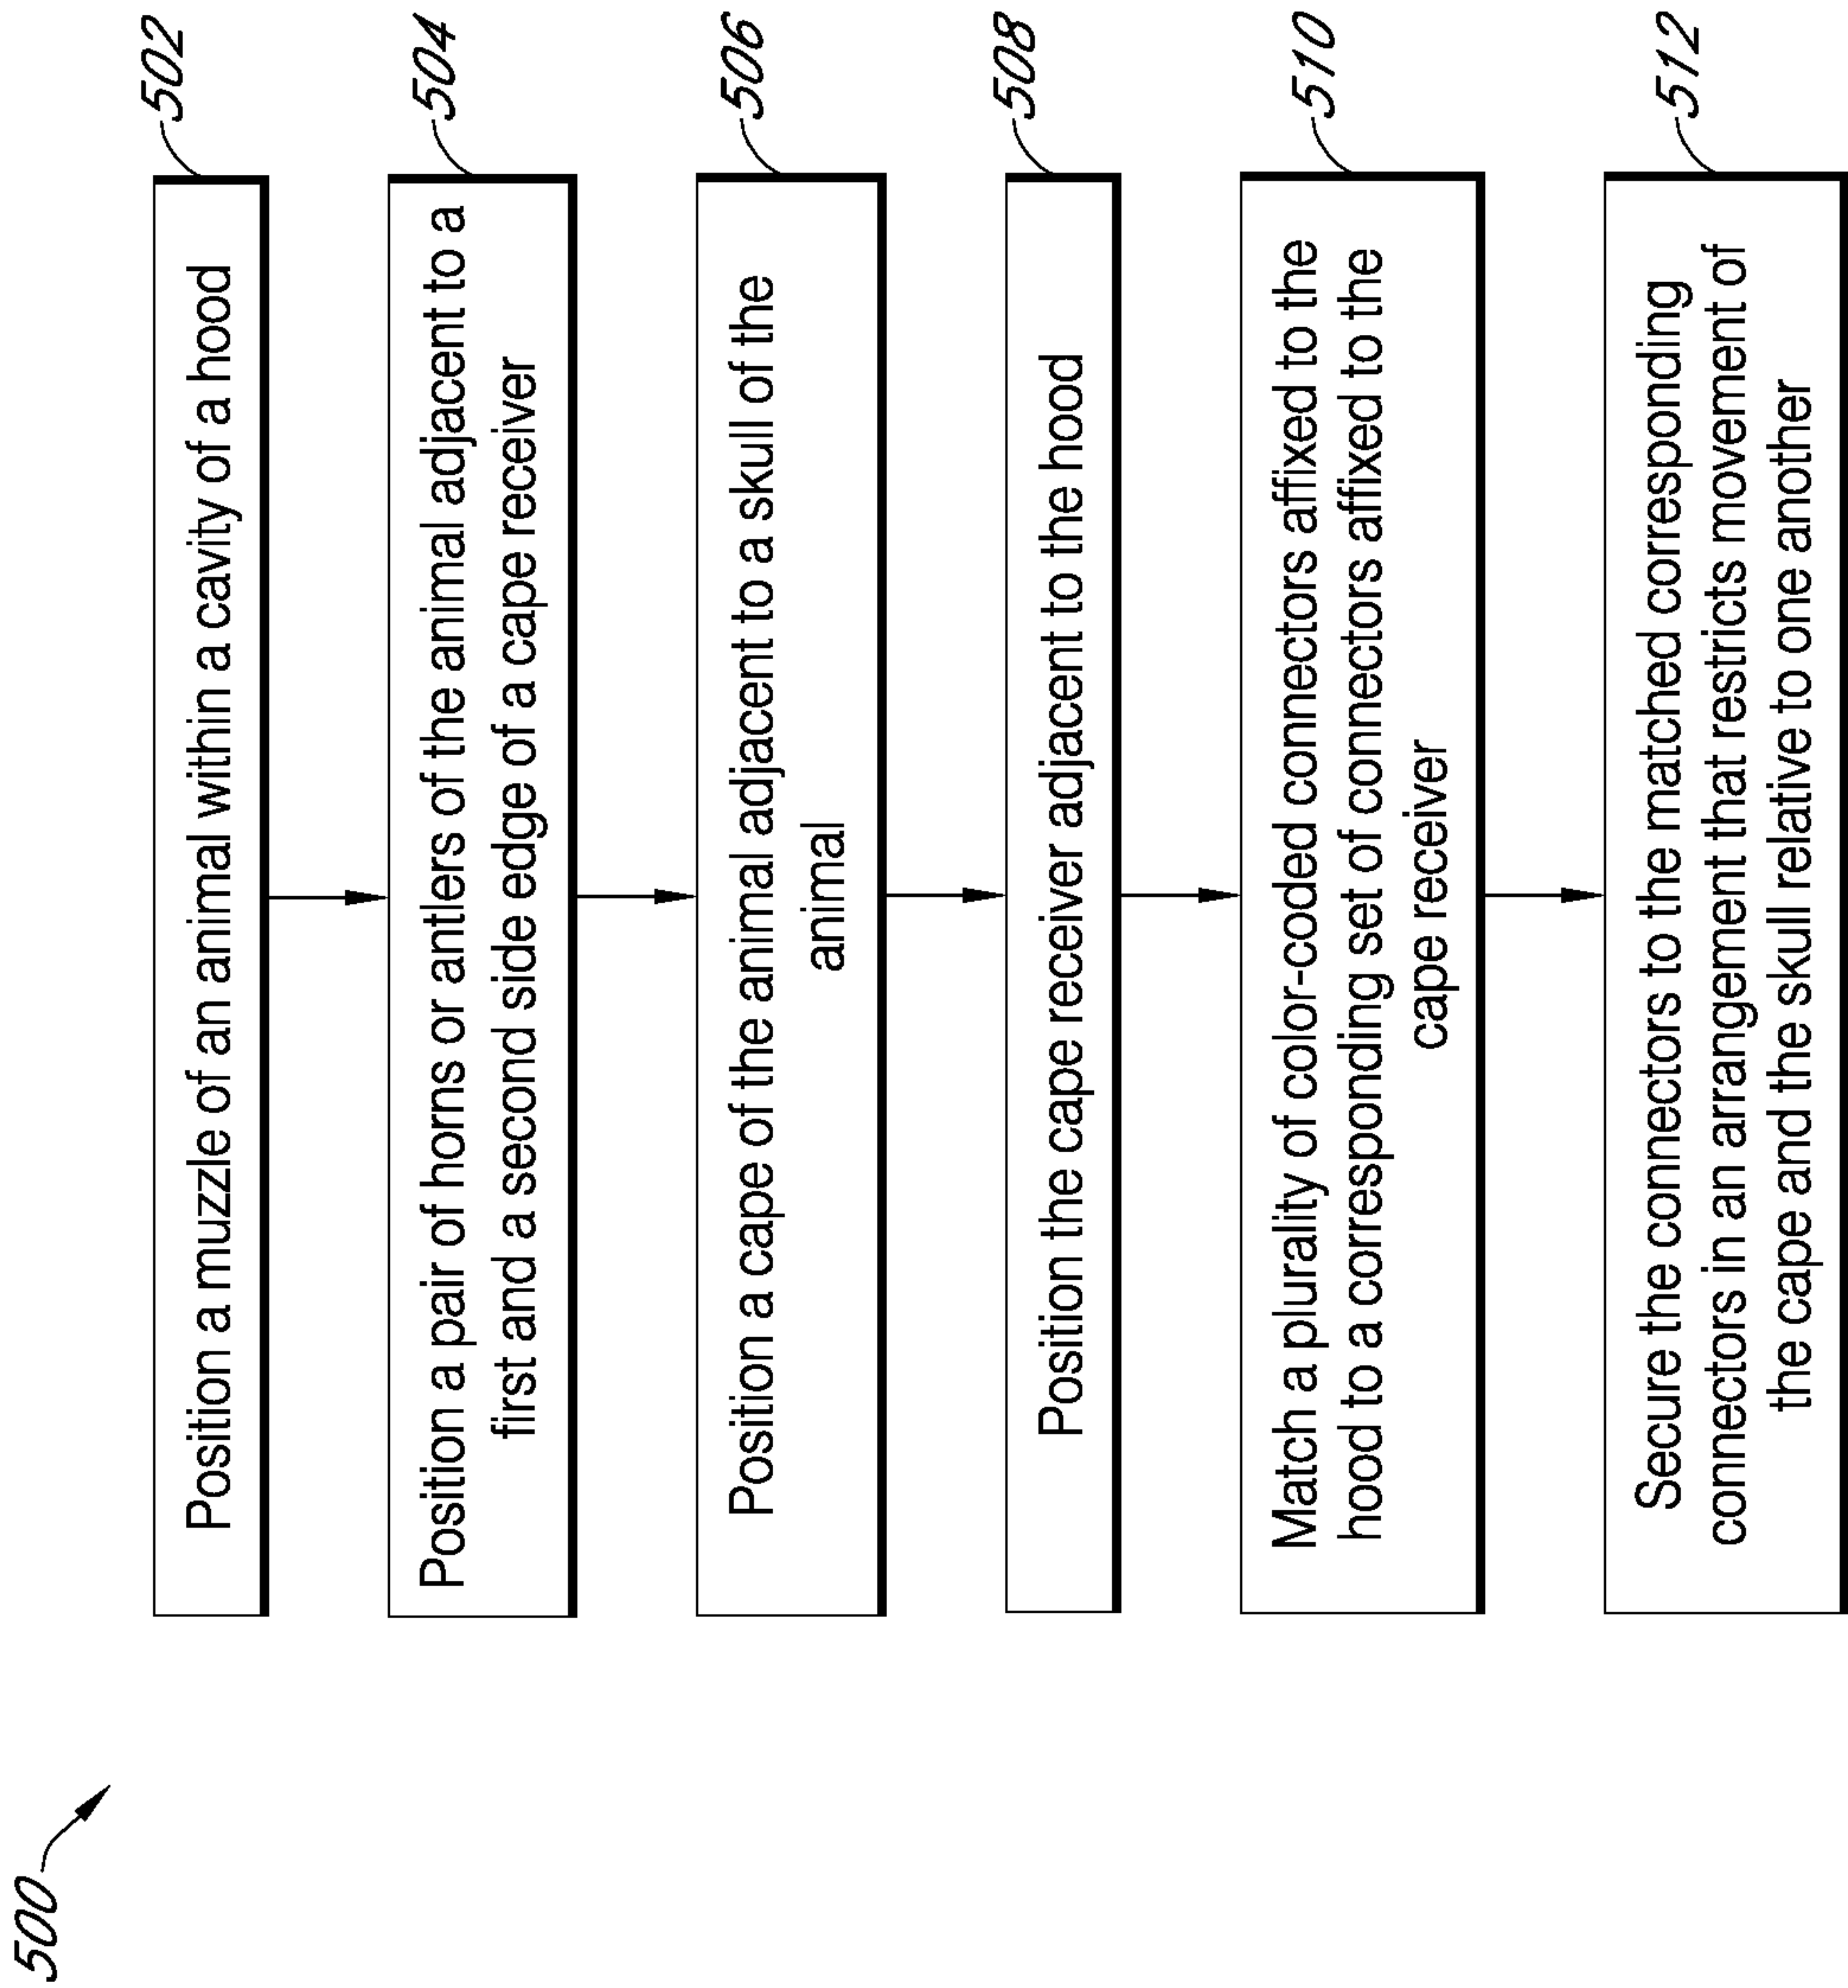 500
502
Position a muzzle of an animal within a cavity of a hood
504
Position a pair of horns or antlers of the animal adjacent to a
first and a second side edge of a cape receiver
506
Position a cape of the animal adjacent to a skull of the
animal
508
Position the cape receiver adjacent to the hood
510
Match a plurality of color-coded connectors affixed to the
hood to a corresponding set of connectors affixed to the
cape receiver
512
Secure the connectors to the matched corresponding
connectors in an arrangement that restricts movement of
the cape and the skull relative to one another